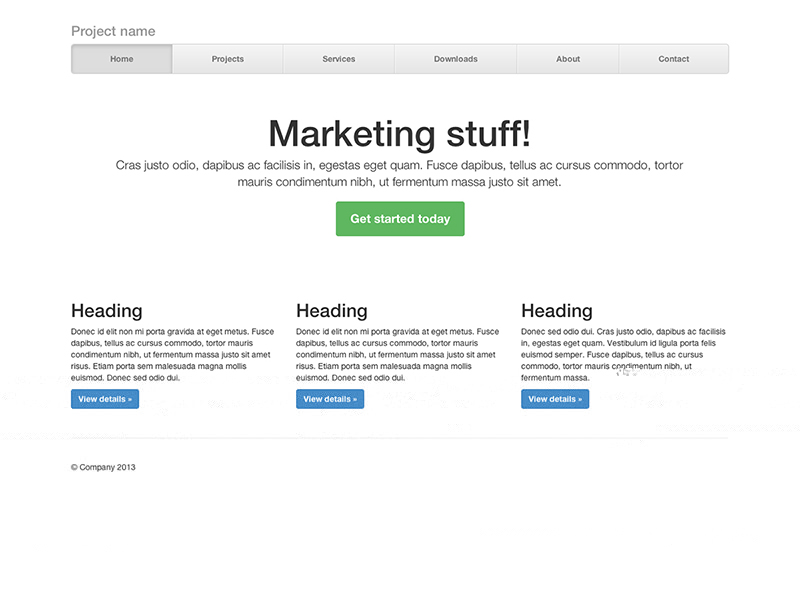 Project name
Home Projects Services Downloads About Contact
Marketing stuff!
Cras justo odio, dapibus ac facilisis in, egestas eget quam. Fusce dapibus, tellus ac cursus commodo, tortor
mauris condimentum nibh, ut fermentum massa justo sit amet.
Get started today
Heading
Donec id elit non mi porta gravida at eget metus. Fusce
dapibus, tellus ac cursus commodo, tortor mauris
condimentum nibh, ut fermentum massa justo sit amet
risus. Etiam porta sem malesuada magna mollis
euismod. Donec sed odio dui.
View details »
Heading
Donec id elit non mi porta gravida at eget metus. Fusce
dapibus, tellus ac cursus commodo, tortor mauris
condimentum nibh, ut fermentum massa justo sit amet
risus. Etiam porta sem malesuada magna mollis
euismod. Donec sed odio dui.
View details »
Heading
Donec sed odio dui. Cras justo odio, dapibus ac facilisis
in, egestas eget quam. Vestibulum id ligula porta felis
euismod semper. Fusce dapibus, tellus ac cursus
commodo, tortor mauris condimentum nibh, ut
fermentum massa.
View details »
© Company 2013